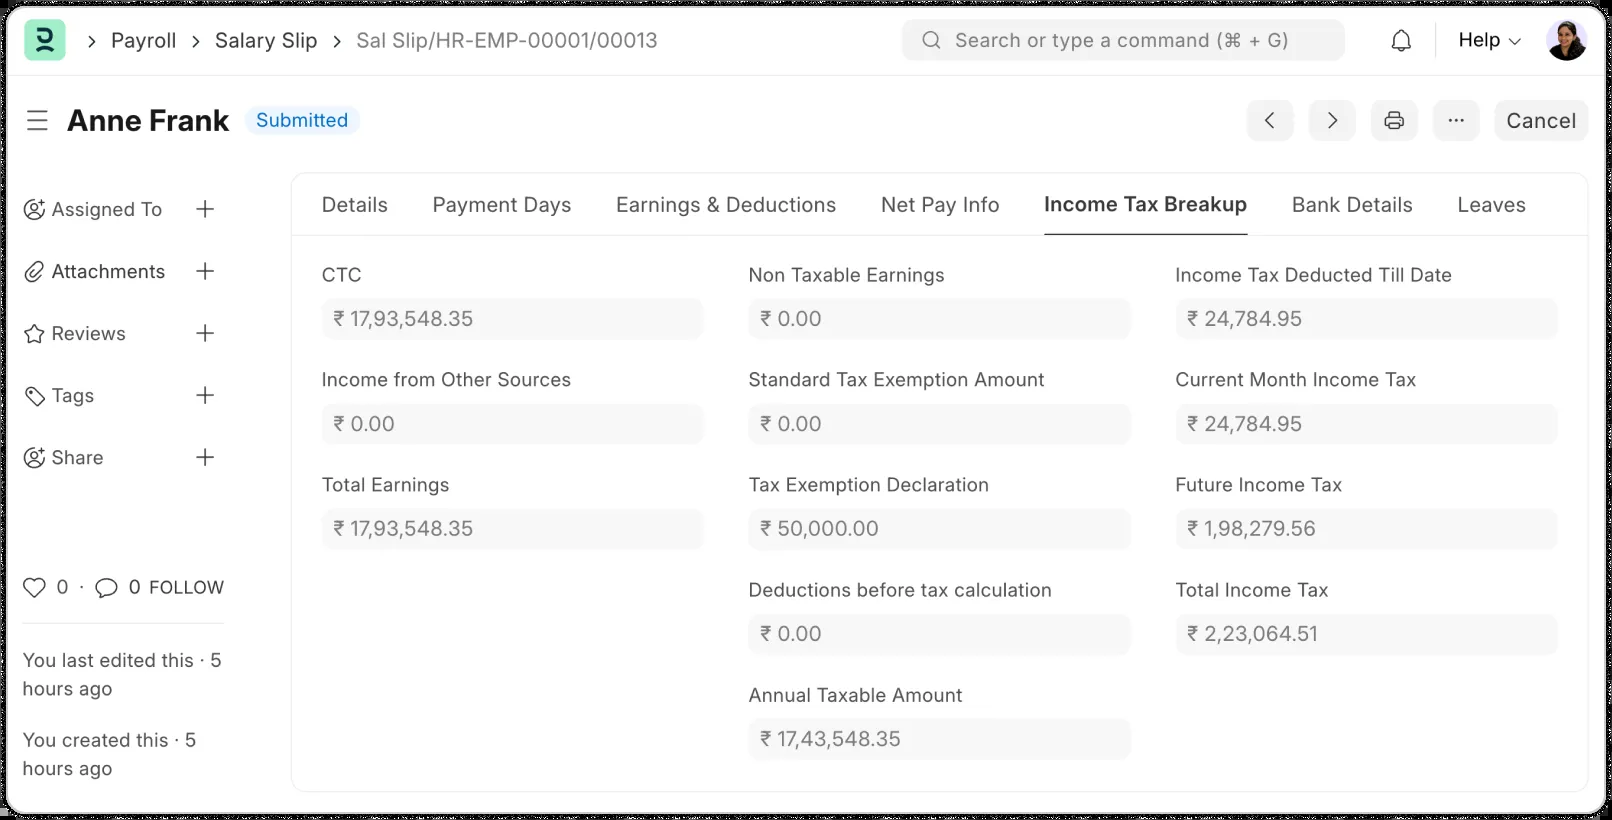 Payroll Salary Slip Sal Slip/HR-EMP-00001/00013 Search or type a command (⌘ + G) Help
Anne Frank Submitted Cancel
Assigned To
Attachments
Reviews
Tags
Share
0 · 0 FOLLOW
You last edited this · 5
hours ago
You created this · 5
hours ago
Details Payment Days Earnings & Deductions Net Pay Info Income Tax Breakup Bank Details Leaves
CTC
₹ 17,93,548.35
Income from Other Sources
₹ 0.00
Total Earnings
₹ 17,93,548.35
Non Taxable Earnings
₹ 0.00
Standard Tax Exemption Amount
₹ 0.00
Tax Exemption Declaration
₹ 50,000.00
Deductions before tax calculation
₹ 0.00
Annual Taxable Amount
₹ 17,43,548.35
Income Tax Deducted Till Date
₹ 24,784.95
Current Month Income Tax
₹ 24,784.95
Future Income Tax
₹ 1,98,279.56
Total Income Tax
₹ 2,23,064.51